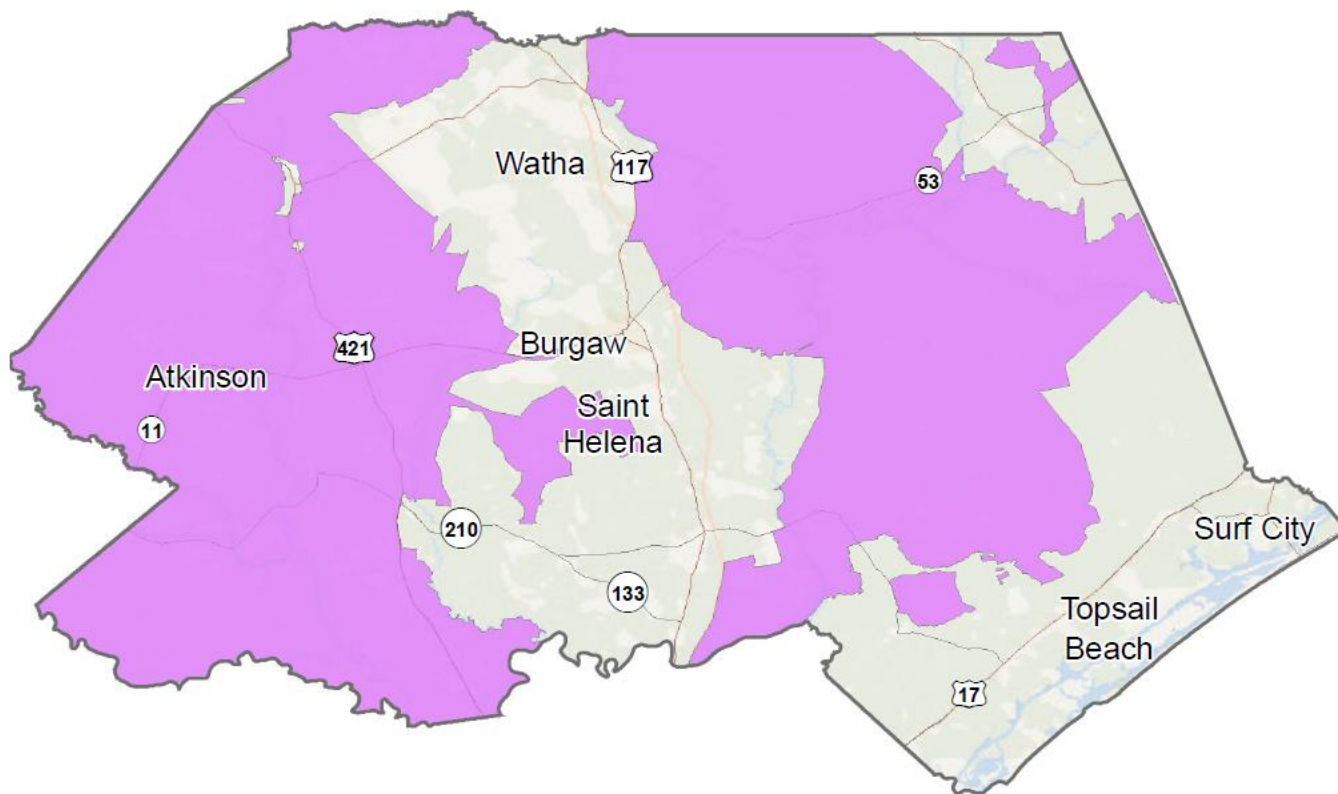 Watha
117
53
Burgaw
421
Atkinson
Saint
Helena
11
210
Surf City
133
Topsail
Beach
17